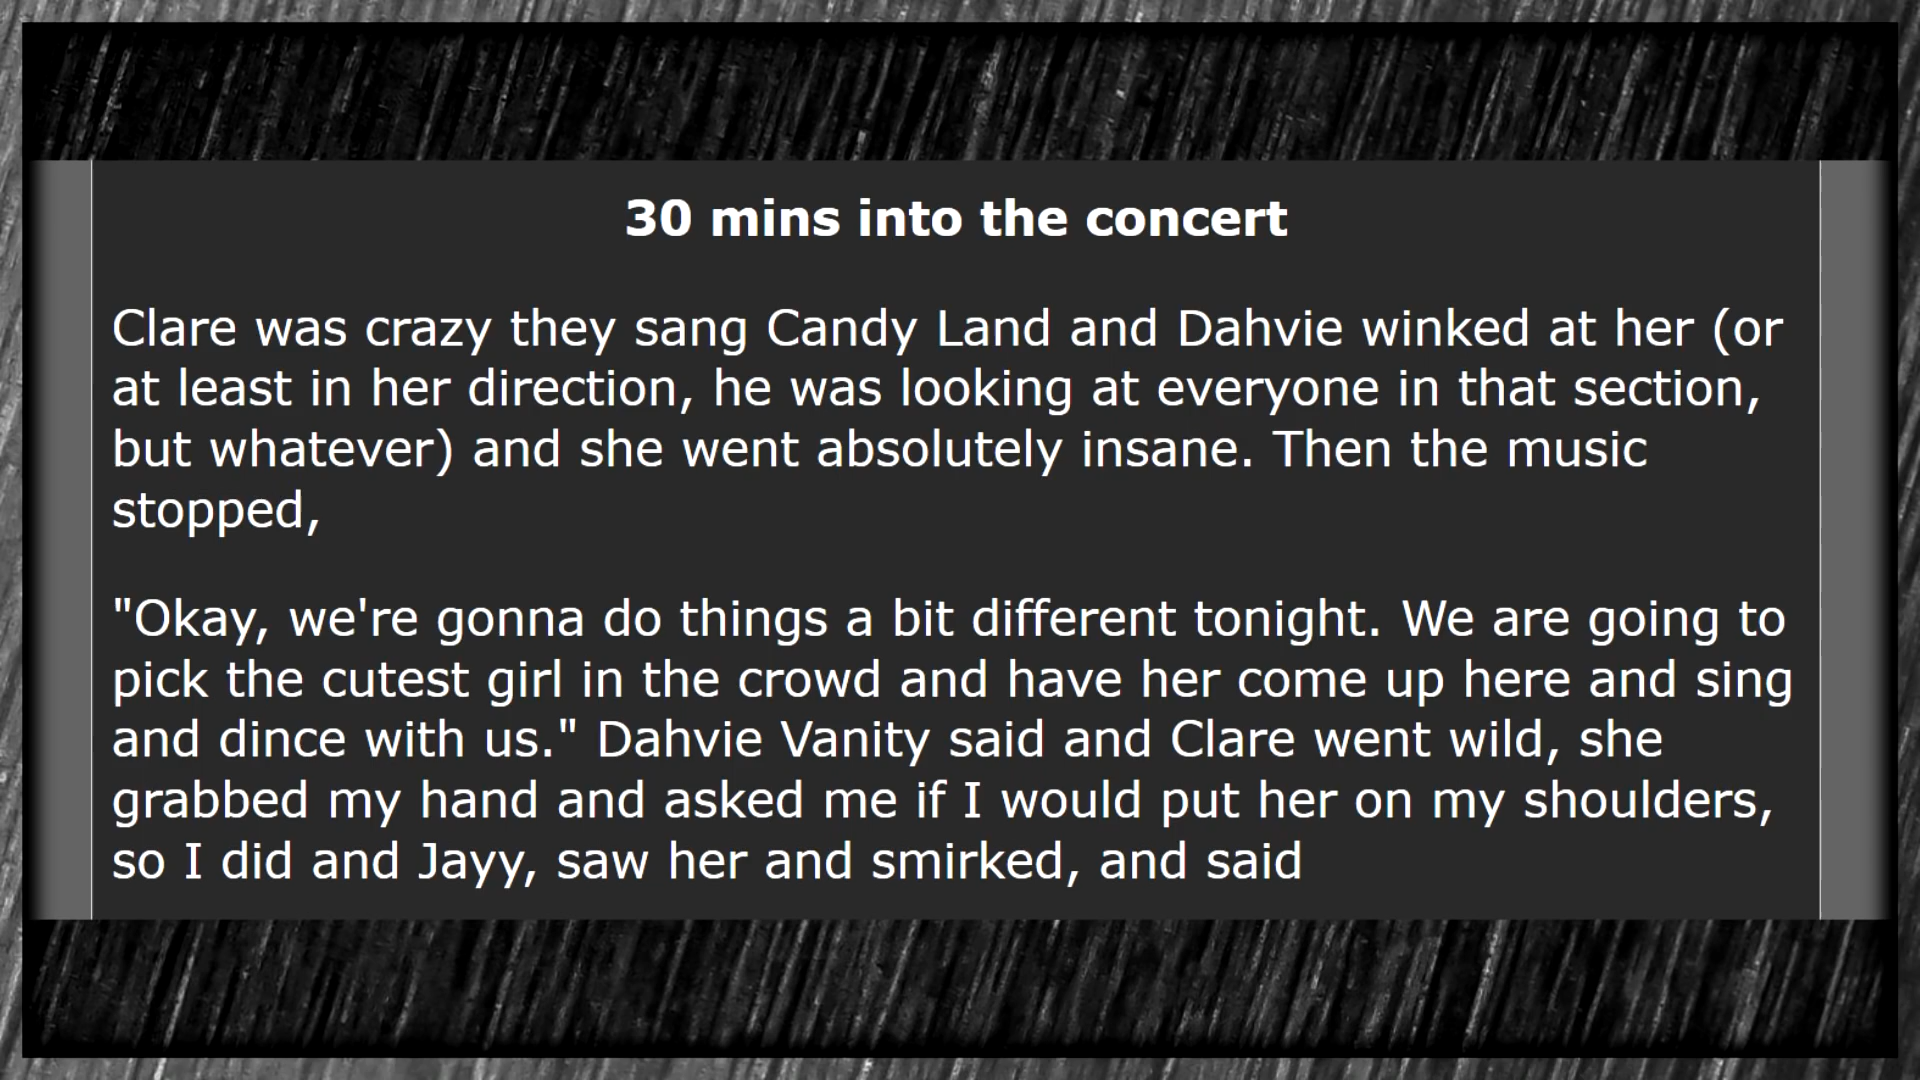 30 mins into the concert
Clare was crazy they sang Candy Land and Dahvie winked at her (or
at least in her direction, he was looking at everyone in that section,
but whatever) and she went absolutely insane. Then the music
stopped,
"Okay, we're gonna do things a bit different tonight. We are going to
pick the cutest girl in the crowd and have her come up here and sing
and dince with us." Dahvie Vanity said and Clare went wild, she
grabbed my hand and asked me if I would put her on my shoulders,
so I did and Jayy, saw her and smirked, and said